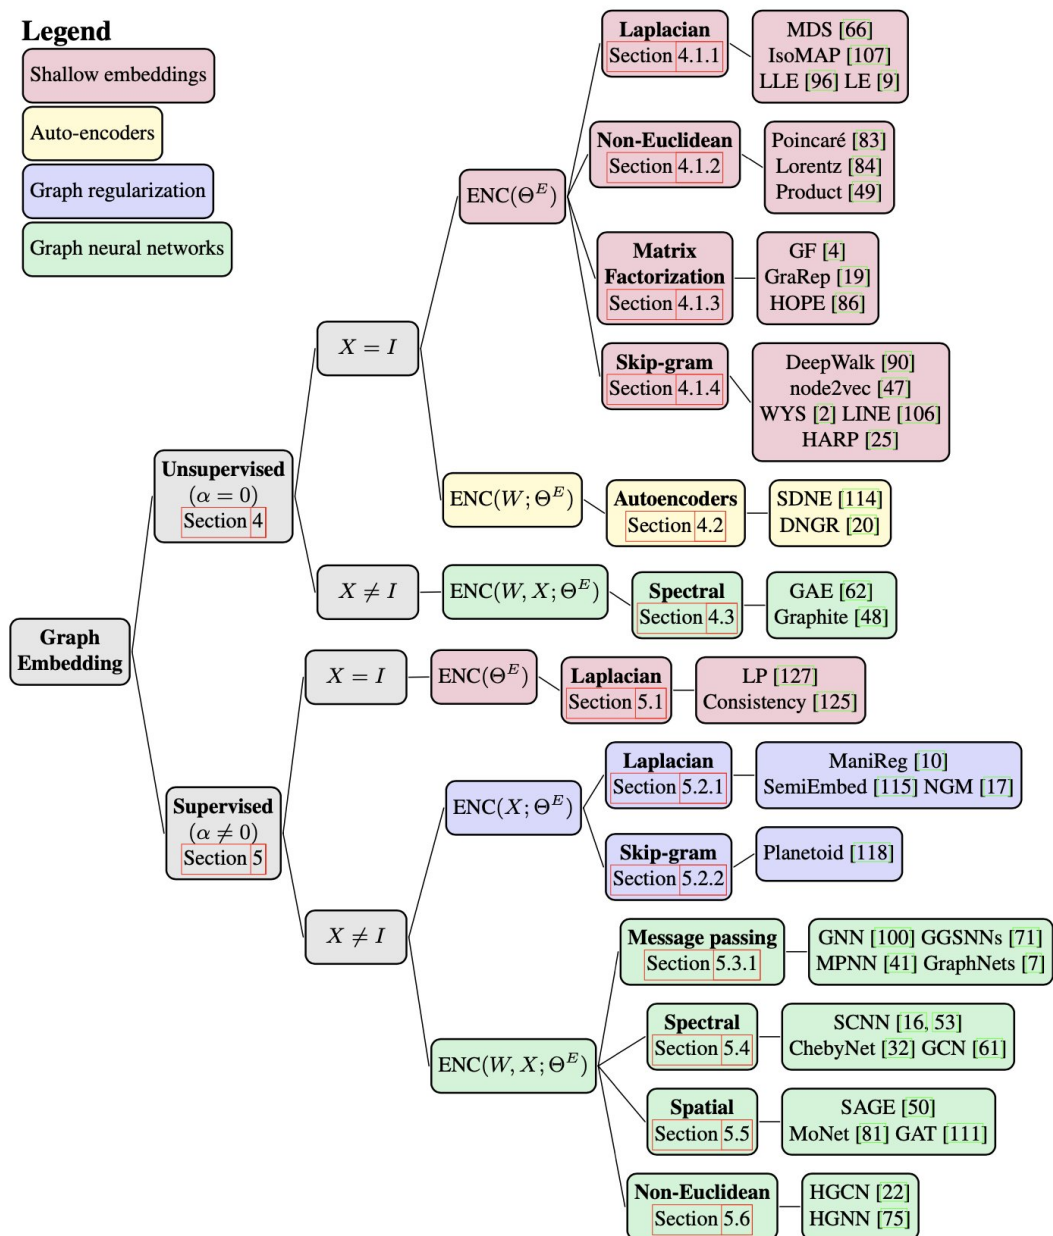 Legend
Shallow embeddings
Auto-encoders
Graph regularization
Graph neural networks
Graph
Embedding
Unsupervised
(α = 0)
Section 4
X = I
ENC(Θ^E)
Laplacian
Section 4.1.1
MDS [66]
IsoMAP [107]
LLE [96] LE [9]
Non-Euclidean
Section 4.1.2
Poincaré [83]
Lorentz [84]
Product [49]
Matrix
Factorization
Section 4.1.3
GF [4]
GraRep [19]
HOPE [86]
Skip-gram
Section 4.1.4
DeepWalk [90]
node2vec [47]
WYS [2] LINE [106]
HARP [25]
ENC(W; Θ^E)
Autoencoders
Section 4.2
SDNE [114]
DNGR [20]
X ≠ I
ENC(W, X; Θ^E)
Spectral
Section 4.3
GAE [62]
Graphite [48]
Supervised
(α ≠ 0)
Section 5
X = I
ENC(Θ^E)
Laplacian
Section 5.1
LP [127]
Consistency [125]
X ≠ I
ENC(X; Θ^E)
Laplacian
Section 5.2.1
ManiReg [10]
SemiEmbed [115] NGM [17]
Skip-gram
Section 5.2.2
Planetoid [118]
ENC(W, X; Θ^E)
Message passing
Section 5.3.1
GNN [100] GGSNNs [71]
MPNN [41] GraphNets [7]
Spectral
Section 5.4
SCNN [16, 53]
ChebyNet [32] GCN [61]
Spatial
Section 5.5
SAGE [50]
MoNet [81] GAT [111]
Non-Euclidean
Section 5.6
HGCN [22]
HGNN [75]